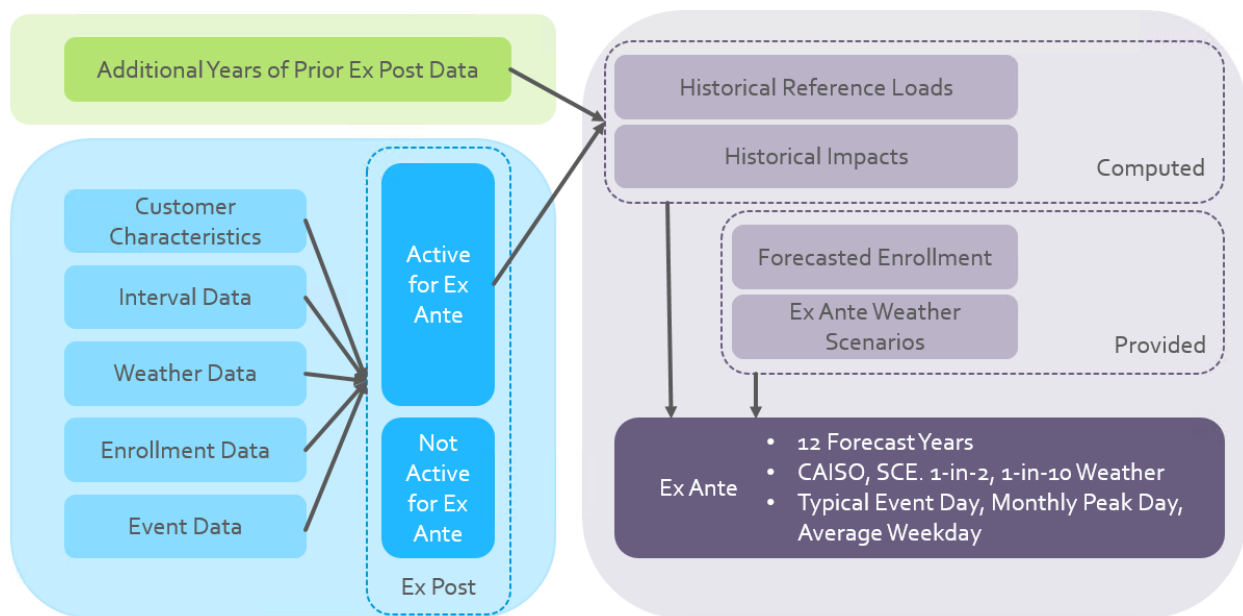 Additional Years of Prior Ex Post Data
Customer
Characteristics
Interval Data
Weather Data
Enrollment Data
Event Data
Active
for Ex
Ante
Not
Active
for Ex
Ante
Ex Post
Historical Reference Loads
Historical Impacts
Computed
Forecasted Enrollment
Ex Ante Weather
Scenarios
Provided
Ex Ante
• 12 Forecast Years
• CAISO, SCE. 1-in-2, 1-in-10 Weather
• Typical Event Day, Monthly Peak Day,
Average Weekday